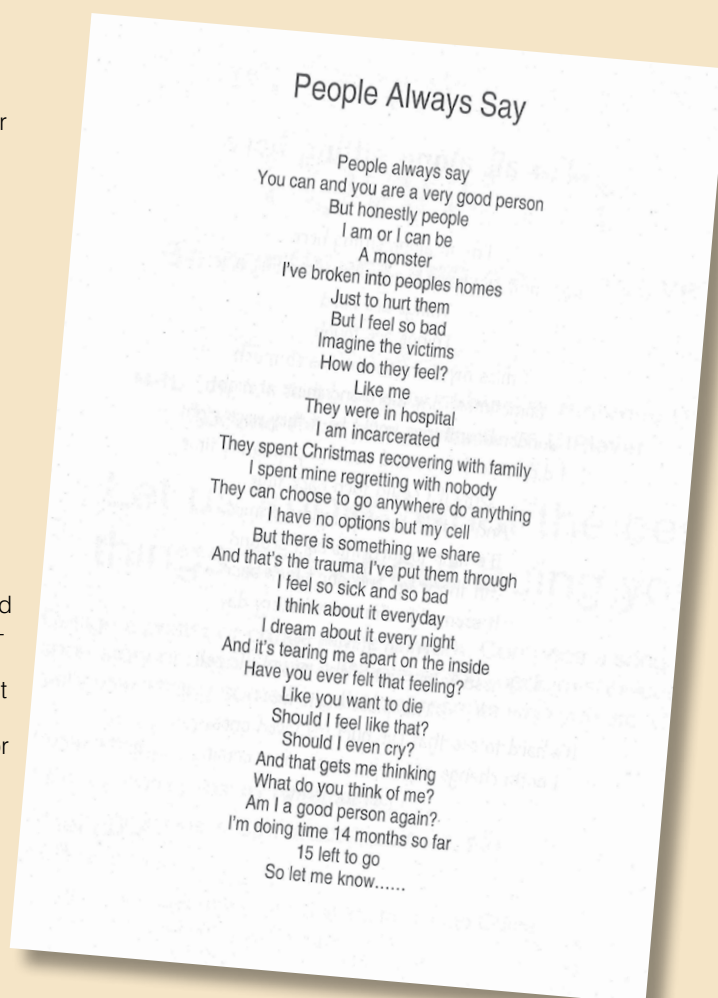 People Always Say
People always say
You can and you are a very good person
But honestly people
I am or I can be
A monster
I've broken into peoples homes
Just to hurt them
But I feel so bad
Imagine the victims
How do they feel?
Like me
They were in hospital
I am incarcerated
They spent Christmas recovering with family
I spent mine regretting with nobody
They can choose to go anywhere do anything
I have no options but my cell
But there is something we share
And that's the trauma I've put them through
I feel so sick and so bad
I think about it everyday
I dream about it every night
And it's tearing me apart on the inside
Have you ever felt that feeling?
Like you want to die
Should I feel like that?
Should I even cry?
And that gets me thinking
What do you think of me?
Am I a good person again?
I'm doing time 14 months so far
15 left to go
So let me know......